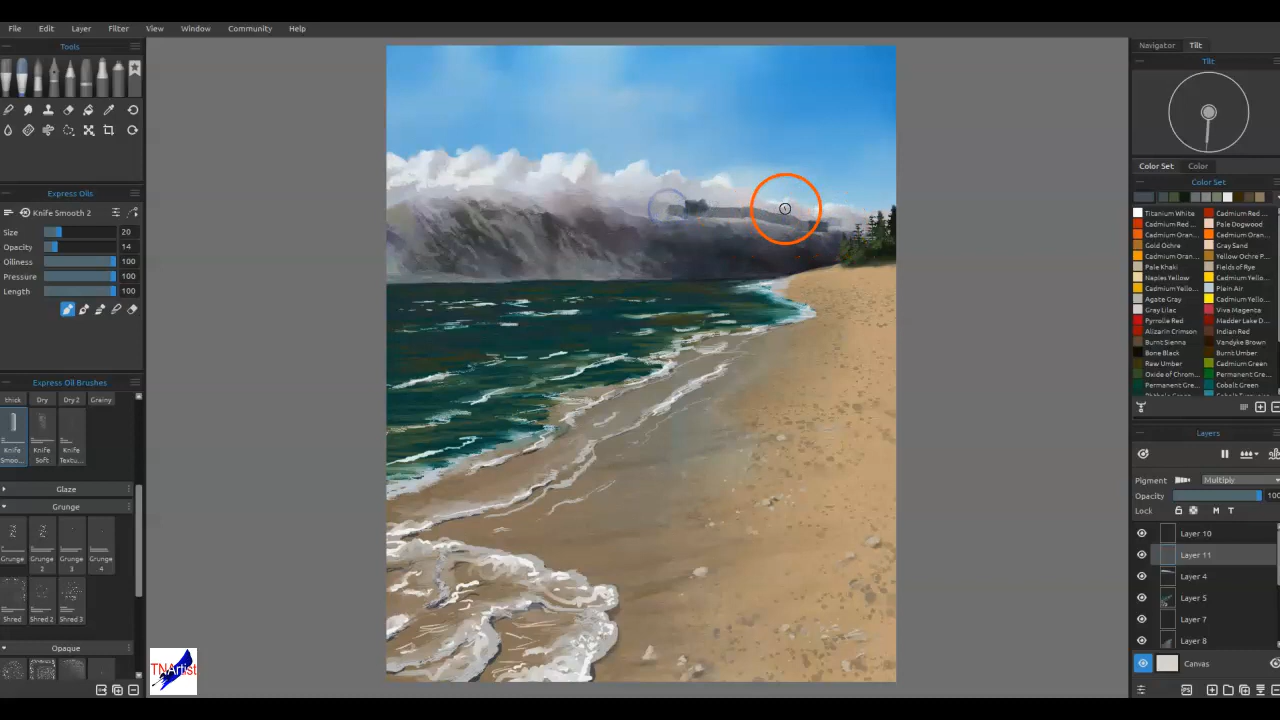 File Edit Layer Filter View Window Community Help
Tools
Navigator Tilt
Tilt
Color Set Color
Color Set
Express Oils
Knife Smooth 2
Size 20
Opacity 14
Oiliness 100
Pressure 100
Length 100
Titanium White Cadmium Red ...
Cadmium Red ... Pale Dogwood
Cadmium Oran... Cadmium Oran...
Gold Ochre Gray Sand
Cadmium Oran... Yellow Ochre P...
Pale Khaki Fields of Rye
Naples Yellow Cadmium Yello...
Cadmium Yello... Plein Air
Agate Gray Cadmium Yello...
Gray Lilac Viva Magenta
Pyrrolle Red Madder Lake D...
Alizarin Crimson Indian Red
Burnt Sienna Vandyke Brown
Bone Black Burnt Umber
Raw Umber Cadmium Green
Oxide of Chrom... Permanent Gre...
Permanent Gre... Cobalt Green
Express Oil Brushes
thick Dry Dry 2 Grainy
Knife Smoo... Knife Soft Knife Textu...
Glaze
Grunge
Grunge Grunge 2 Grunge 3 Grunge 4
Shred Shred 2 Shred 3
Opaque
Layers
Pigment Multiply
Opacity 100
Lock M T
Layer 10
Layer 11
Layer 4
Layer 5
Layer 7
Layer 8
Canvas
TNArtist